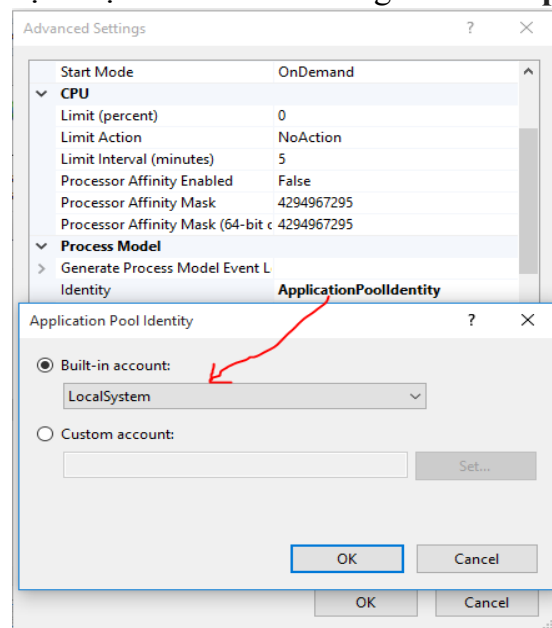 Advanced Settings ? ×
Start Mode OnDemand
CPU
Limit (percent) 0
Limit Action NoAction
Limit Interval (minutes) 5
Processor Affinity Enabled False
Processor Affinity Mask 4294967295
Processor Affinity Mask (64-bit c 4294967295
Process Model
Generate Process Model Event L
Identity ApplicationPoolIdentity
Application Pool Identity ? ×
Built-in account:
LocalSystem
Custom account:
Set...
OK Cancel
OK Cancel